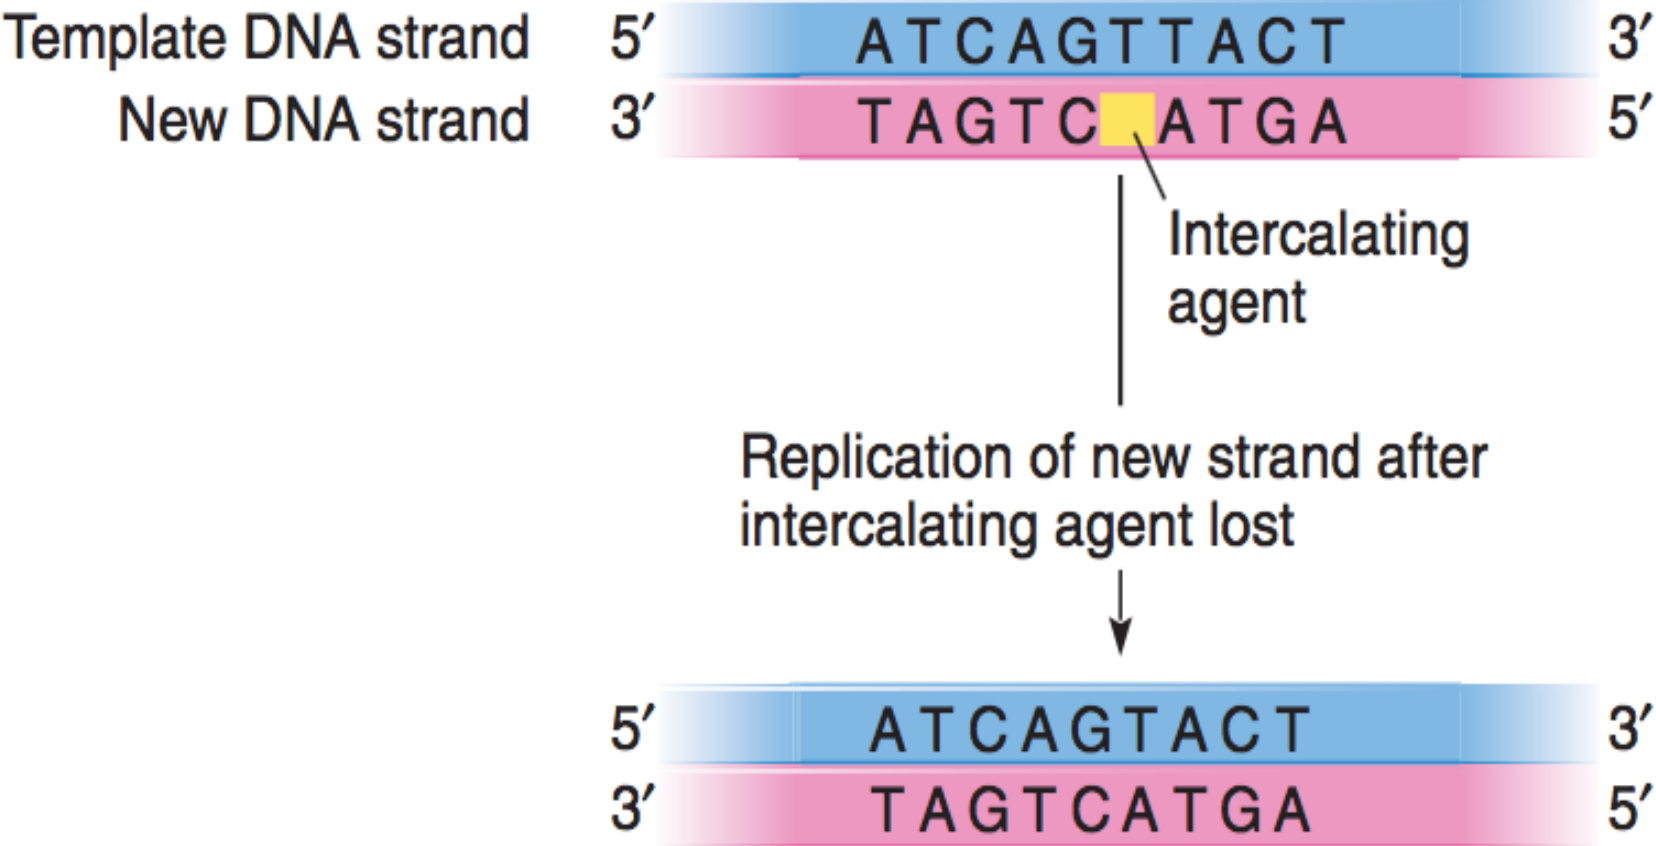 Template DNA strand 5′ ATCAGTTACT 3′
New DNA strand 3′ TAGTC ATGA 5′
Intercalating
agent
Replication of new strand after
intercalating agent lost
5′ ATCAGTACT 3′
3′ TAGTCATGA 5′